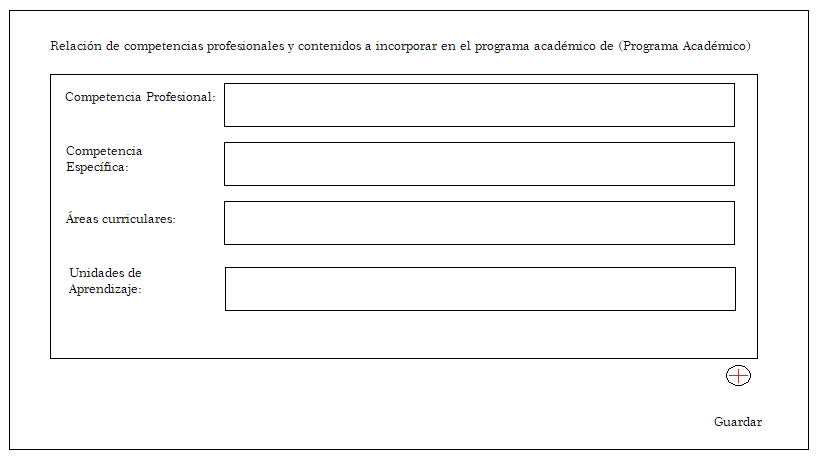 Relación de competencias profesionales y contenidos a incorporar en el programa académico de (Programa Académico)
Competencia Profesional:
Competencia
Específica:
Áreas curriculares:
Unidades de
Aprendizaje:
Guardar